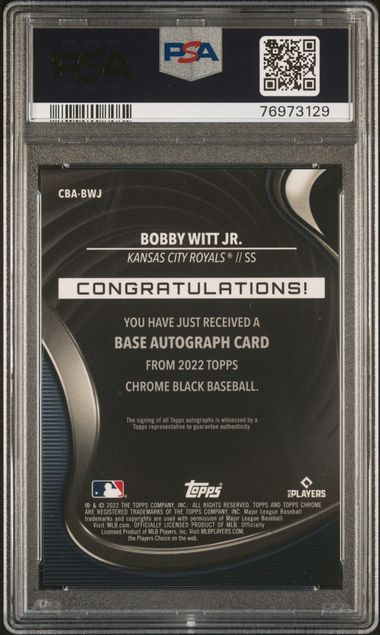 PSA
PSA
76973129
CBA-BWJ
BOBBY WITT JR.
KANSAS CITY ROYALS® // SS
CONGRATULATIONS!
YOU HAVE JUST RECEIVED A
BASE AUTOGRAPH CARD
FROM 2022 TOPPS
CHROME BLACK BASEBALL.
The signing of all Topps autographs is witnessed by a
Topps representative to guarantee authenticity.
Topps
PLAYERS
® & © 2022 THE TOPPS COMPANY, INC. ALL RIGHTS RESERVED. TOPPS AND TOPPS CHROME
ARE REGISTERED TRADEMARKS OF THE TOPPS COMPANY, INC. Major League Baseball
trademarks and copyrights are used with permission of Major League Baseball.
Visit MLB.com. OFFICIALLY LICENSED PRODUCT OF MLB. Officially
Licensed Product of MLB Players, Inc. Visit MLBPLAYERS.COM,
the Players Choice on the web.